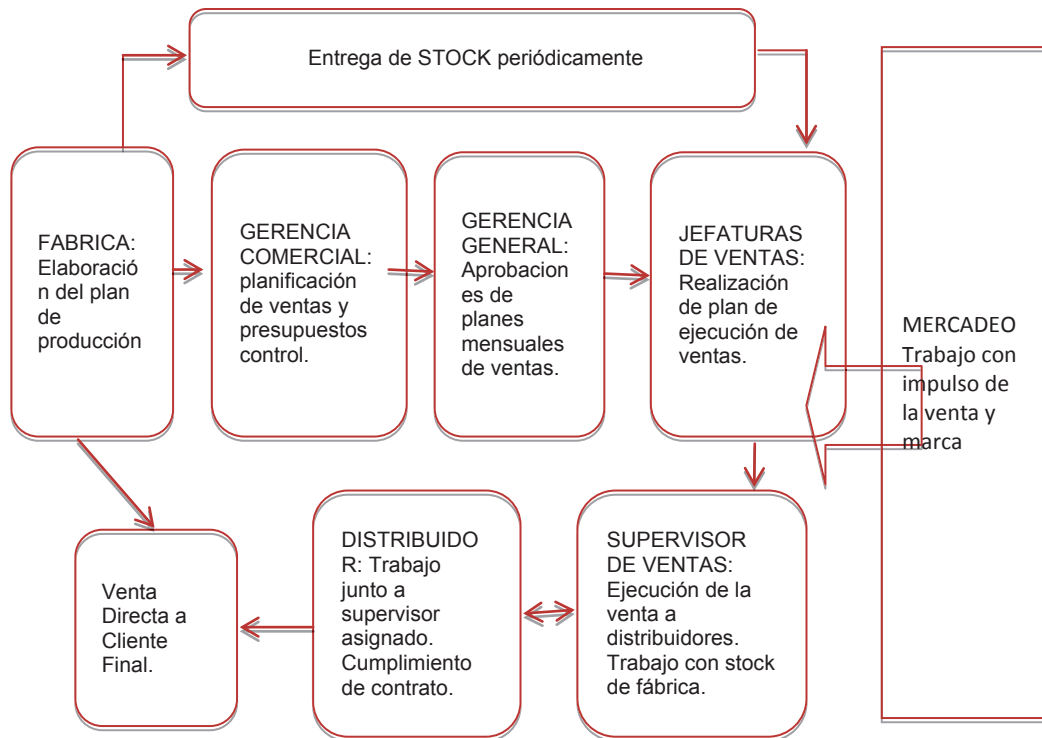 Entrega de STOCK periódicamente
FABRICA:
Elaboració
n del plan
de
producción
GERENCIA
COMERCIAL:
planificación
de ventas y
presupuestos
control.
GERENCIA
GENERAL:
Aprobacion
es de
planes
mensuales
de ventas.
JEFATURAS
DE VENTAS:
Realización
de plan de
ejecución de
ventas.
MERCADEO
Trabajo con
impulso de
la venta y
marca
Venta
Directa a
Cliente
Final.
DISTRIBUIDO
R: Trabajo
junto a
supervisor
asignado.
Cumplimiento
de contrato.
SUPERVISOR
DE VENTAS:
Ejecución de la
venta a
distribuidores.
Trabajo con stock
de fábrica.